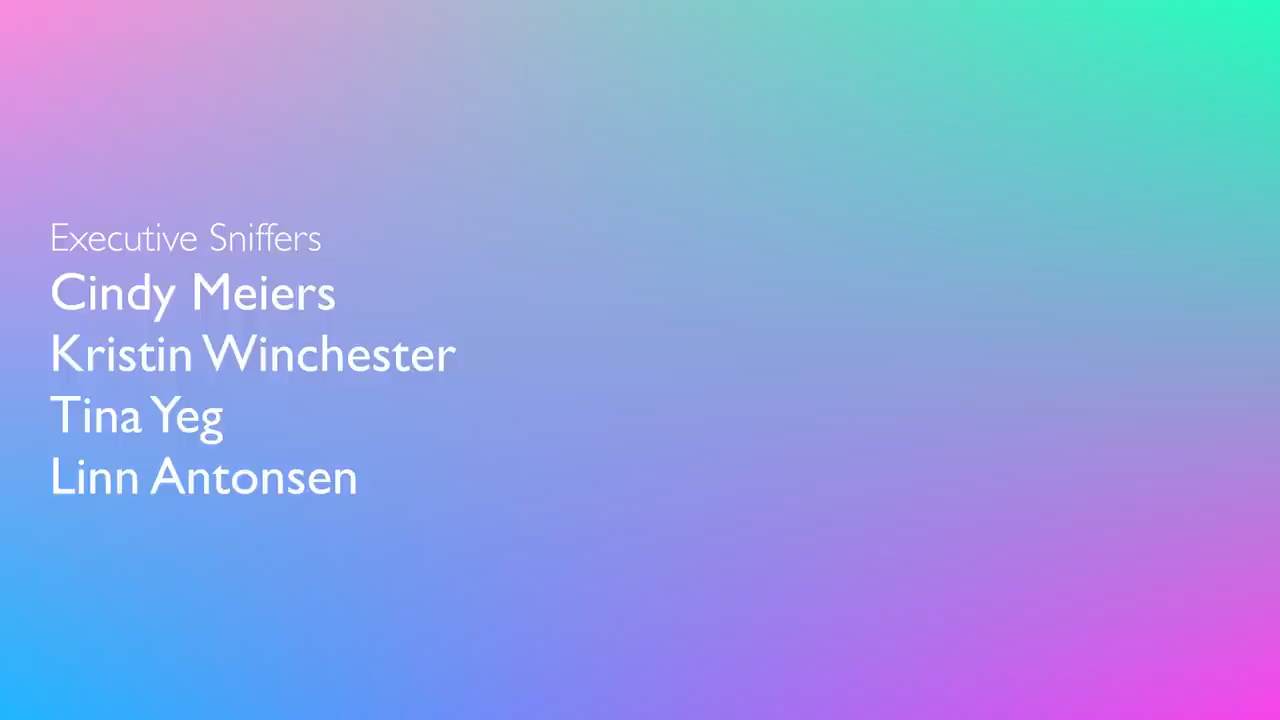 Executive Sniffers
Cindy Meiers
Kristin Winchester
Tina Yeg
Linn Antonsen